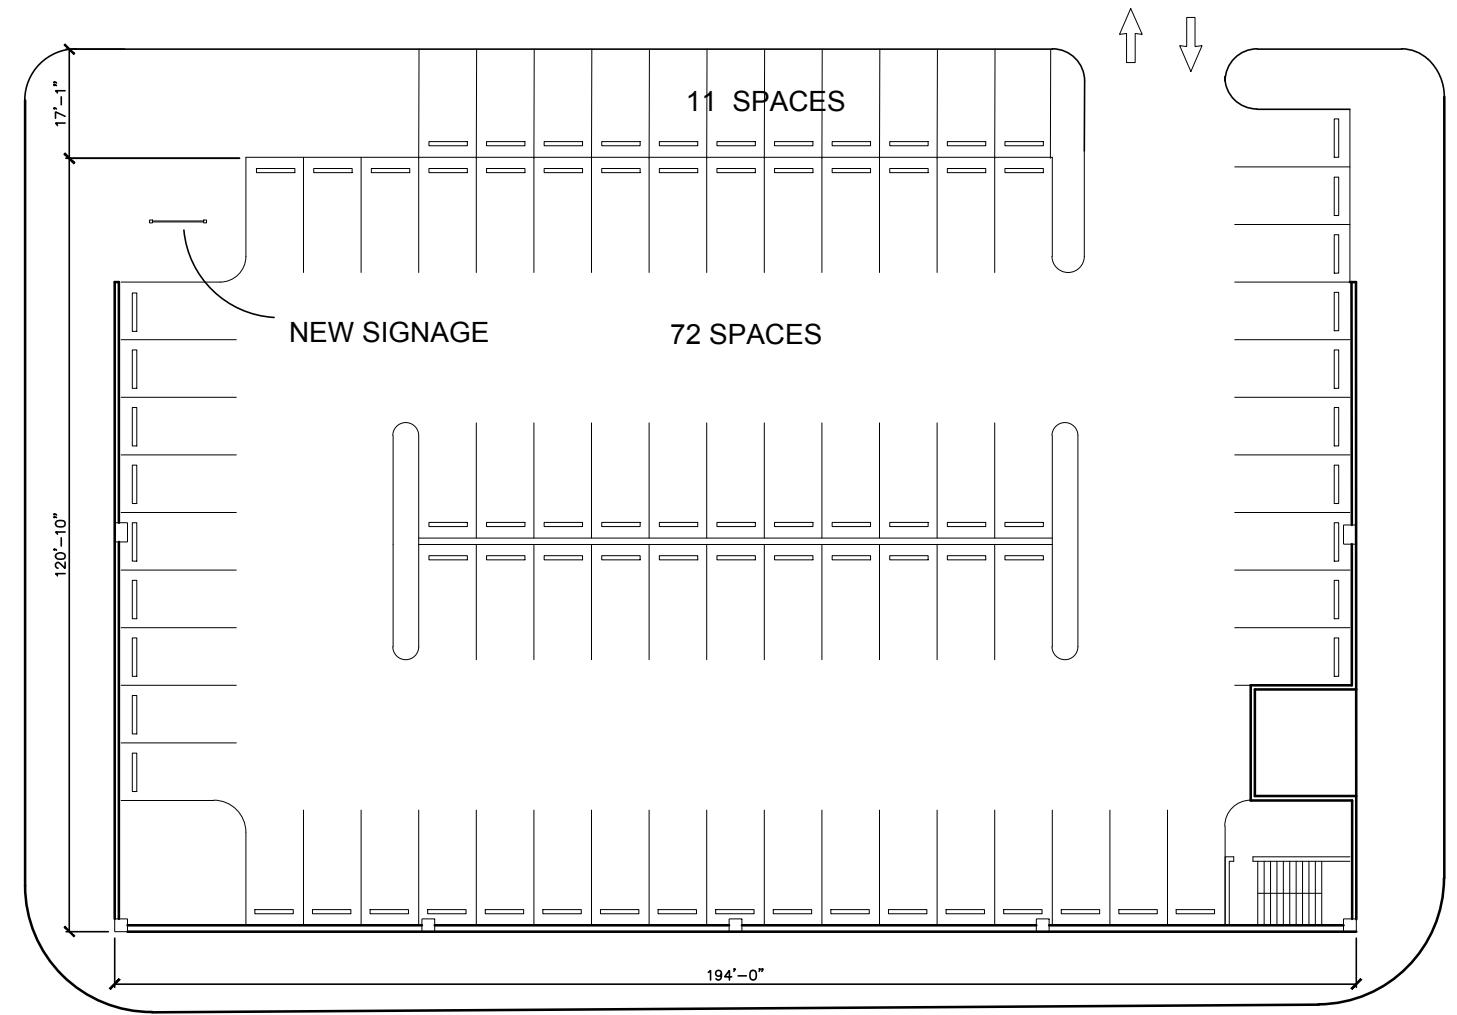 11 SPACES
17'-1"
NEW SIGNAGE
72 SPACES
120'-10"
194'-0"